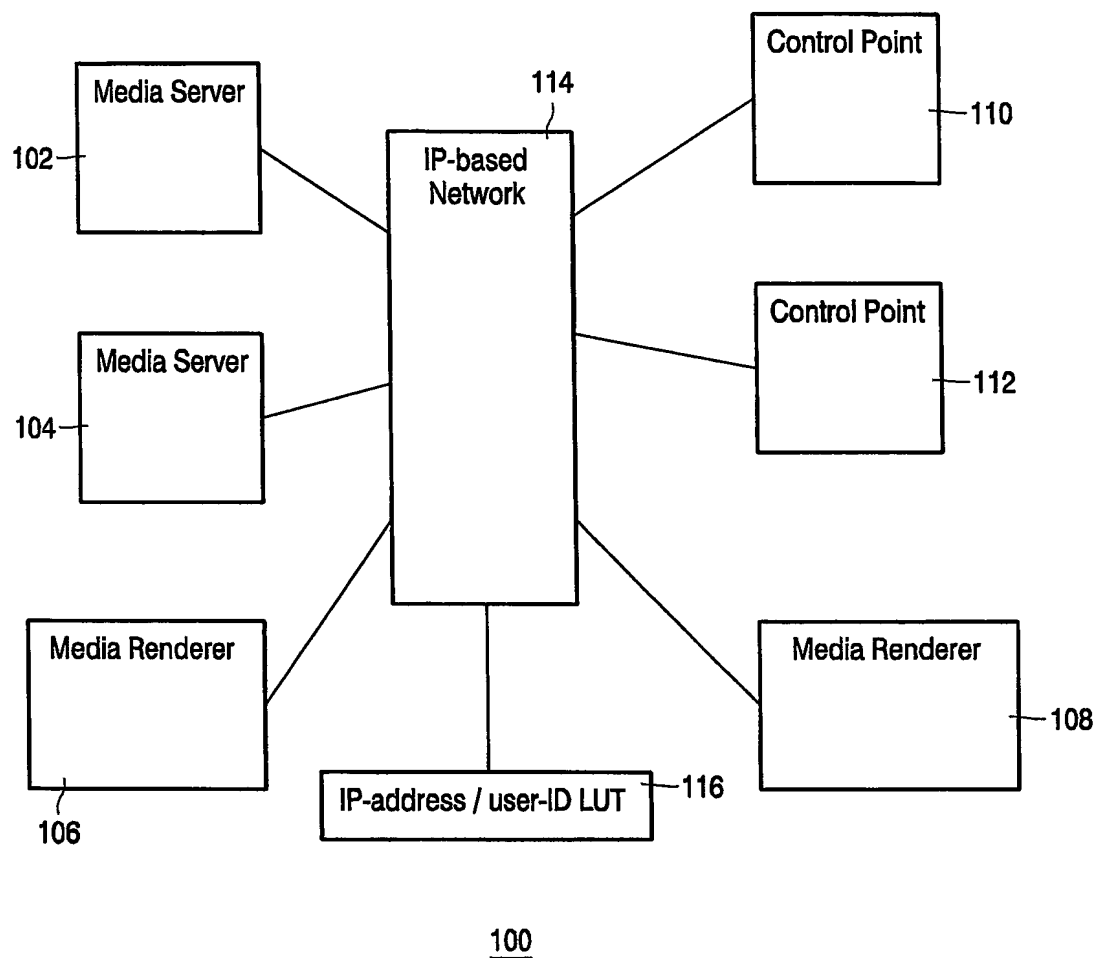 Control Point
110
Media Server
102
114
IP-based
Network
Control Point
112
Media Server
104
Media Renderer
106
Media Renderer
108
IP-address / user-ID LUT
116
100